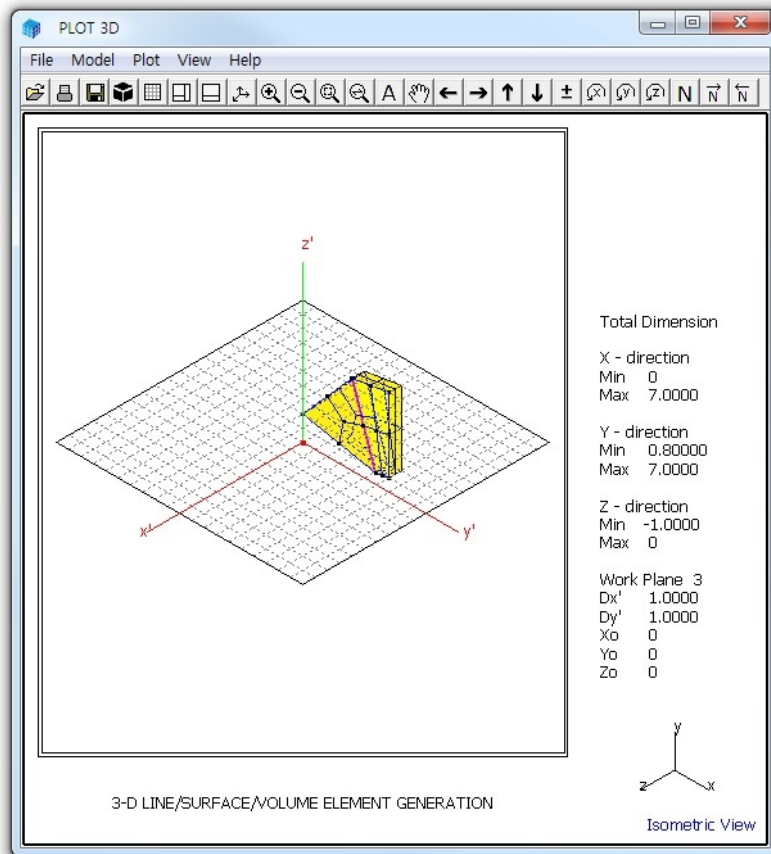 PLOT 3D
File Model Plot View Help
A ± x y z N N N
z'
x'
y'
Total Dimension
X - direction
Min 0
Max 7.0000
Y - direction
Min 0.80000
Max 7.0000
Z - direction
Min -1.0000
Max 0
Work Plane 3
Dx' 1.0000
Dy' 1.0000
Xo 0
Yo 0
Zo 0
y
z
x
3-D LINE/SURFACE/VOLUME ELEMENT GENERATION
Isometric View